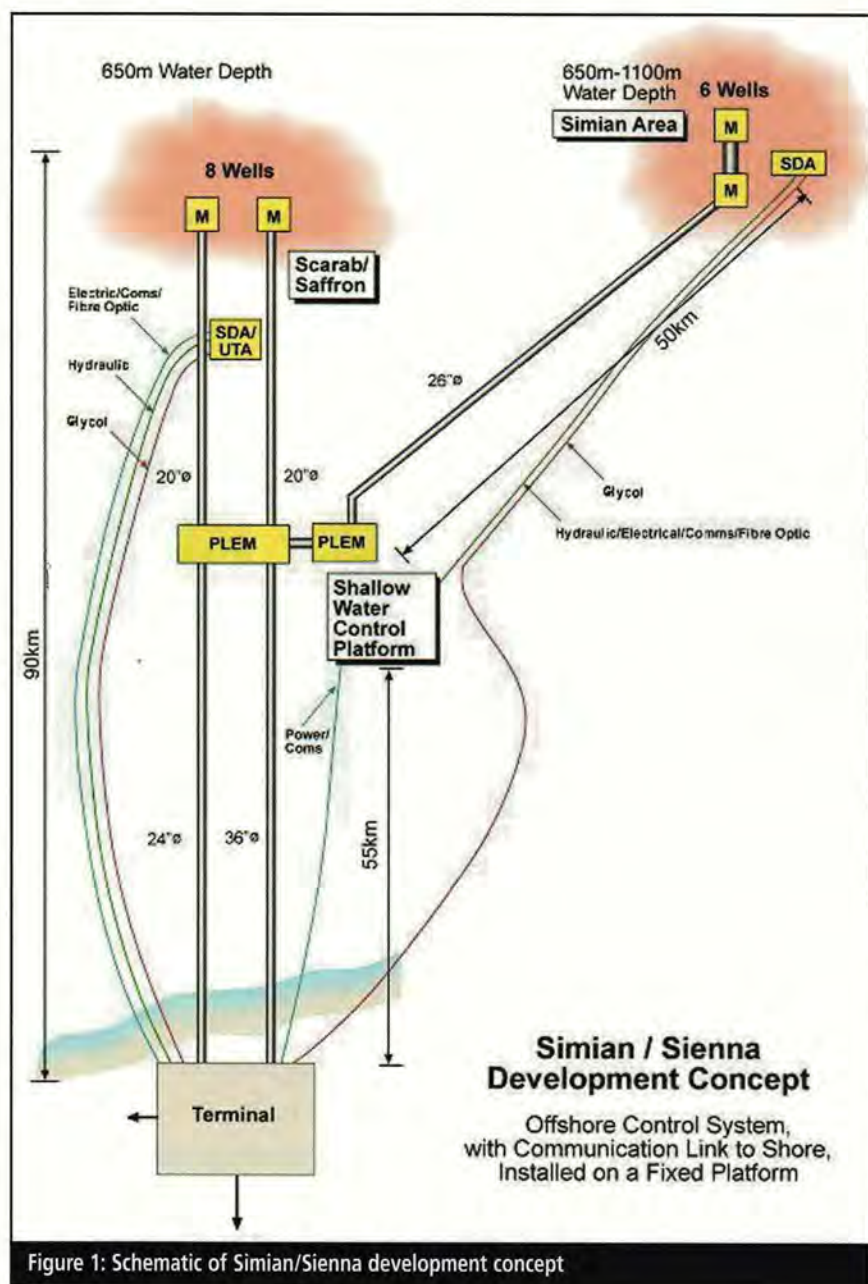 650m Water Depth
650m-1100m
Water Depth
6 Wells
Simian Area
M
SDA
M
8 Wells
M
M
Scarab/
Saffron
Electric/Coms/
Fibre Optic
SDA/
UTA
Hydraulic
Glycol
50km
26"ø
20"ø
20"ø
Glycol
Hydraulic/Electrical/Comms/Fibre Optic
PLEM
PLEM
Shallow
Water
Control
Platform
90km
Power/
Coms
24"ø
36"ø
55km
Terminal
Simian / Sienna
Development Concept
Offshore Control System,
with Communication Link to Shore,
Installed on a Fixed Platform
Figure 1: Schematic of Simian/Sienna development concept